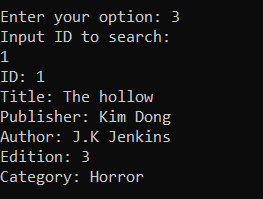 Enter your option: 3
Input ID to search:
1
ID: 1
Title: The hollow
Publisher: Kim Dong
Author: J.K Jenkins
Edition: 3
Category: Horror